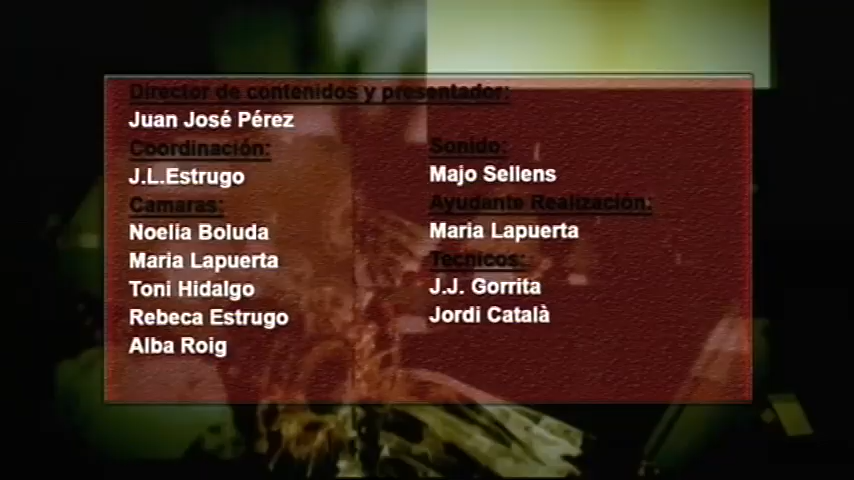 Director de contenidos y presentador:
Juan José Pérez
Coordinación:
J.L.Estrugo
Camaras:
Noelia Boluda
Maria Lapuerta
Toni Hidalgo
Rebeca Estrugo
Alba Roig
Sonido:
Majo Sellens
Ayudante Realización:
Maria Lapuerta
Tecnicos:
J.J. Gorrita
Jordi Català